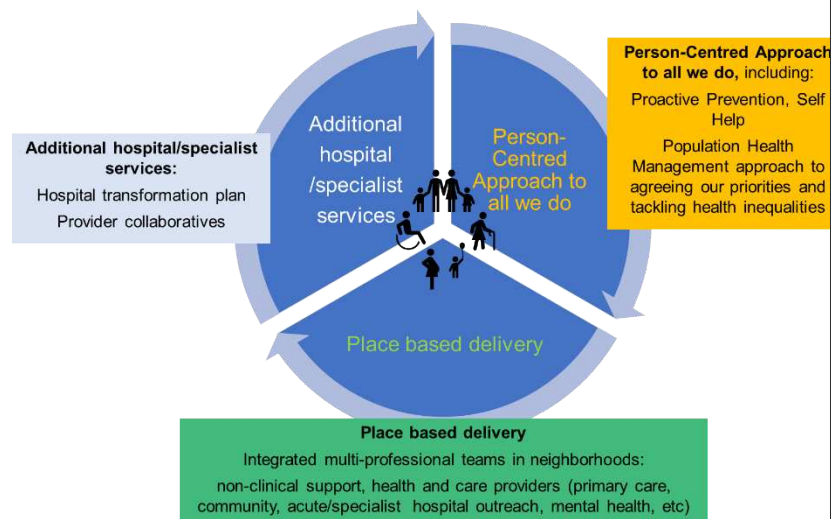 Additional
hospital
/specialist
services
Person-
Centred
Approach to
all we do
Place based delivery
Additional hospital/specialist
services:
Hospital transformation plan
Provider collaboratives
Person-Centred Approach
to all we do, including:
Proactive Prevention, Self
Help
Population Health
Management approach to
agreeing our priorities and
tackling health inequalities
Place based delivery
Integrated multi-professional teams in neighborhoods:
non-clinical support, health and care providers (primary care,
community, acute/specialist hospital outreach, mental health, etc)